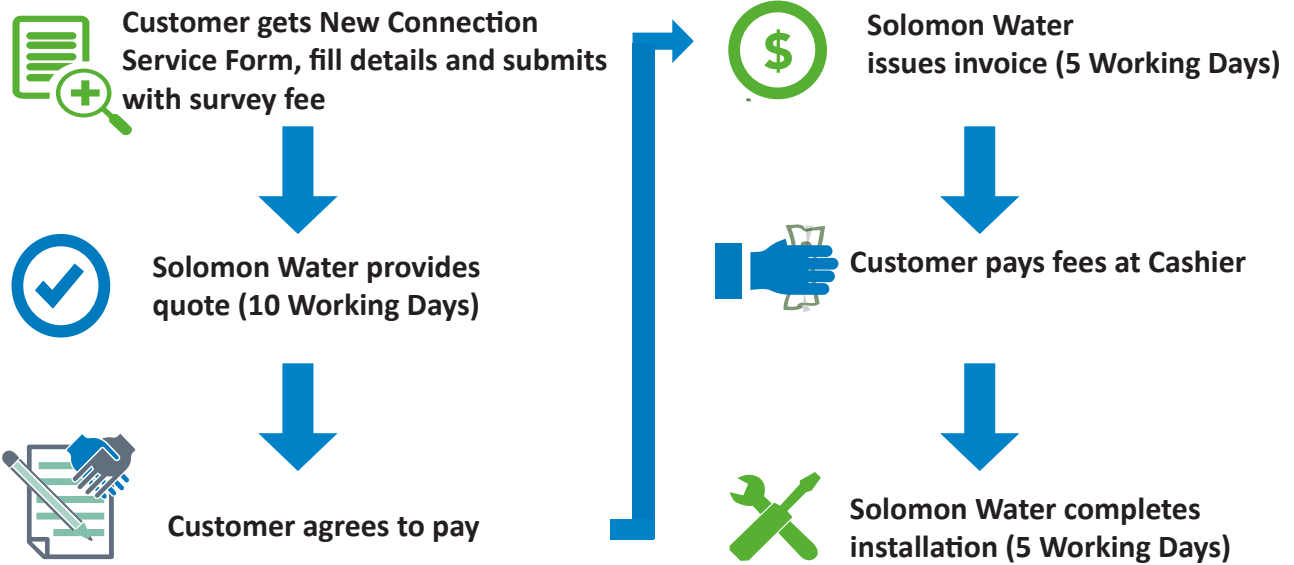 Customer gets New Connection
Service Form, fill details and submits
with survey fee
Solomon Water provides
quote (10 Working Days)
Customer agrees to pay
$
Solomon Water
issues invoice (5 Working Days)
Customer pays fees at Cashier
Solomon Water completes
installation (5 Working Days)